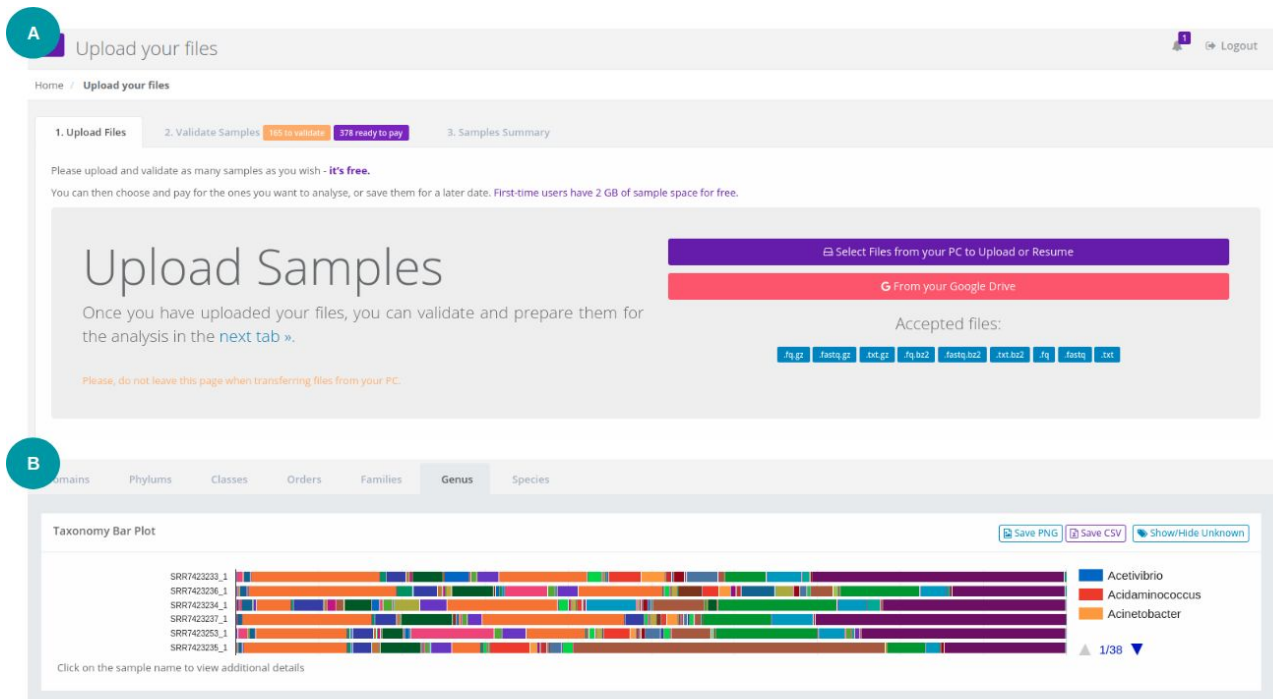 A
Upload your files
1
Logout
Home / Upload your files
1. Upload Files
2. Validate Samples 165 to validate 378 ready to pay
3. Samples Summary
Please upload and validate as many samples as you wish - it's free.
You can then choose and pay for the ones you want to analyse, or save them for a later date. First-time users have 2 GB of sample space for free.
Upload Samples
Once you have uploaded your files, you can validate and prepare them for
the analysis in the next tab ».
Please, do not leave this page when transferring files from your PC.
Select Files from your PC to Upload or Resume
G From your Google Drive
Accepted files:
.fq.gz .fastq.gz .txt.gz .fq.bz2 .fastq.bz2 .txt.bz2 .fq .fastq .txt
B
omains Phylums Classes Orders Families Genus Species
Taxonomy Bar Plot
Save PNG Save CSV Show/Hide Unknown
SRR7423233_1
SRR7423236_1
SRR7423234_1
SRR7423237_1
SRR7423253_1
SRR7423235_1
Acetivibrio
Acidaminococcus
Acinetobacter
1/38
Click on the sample name to view additional details